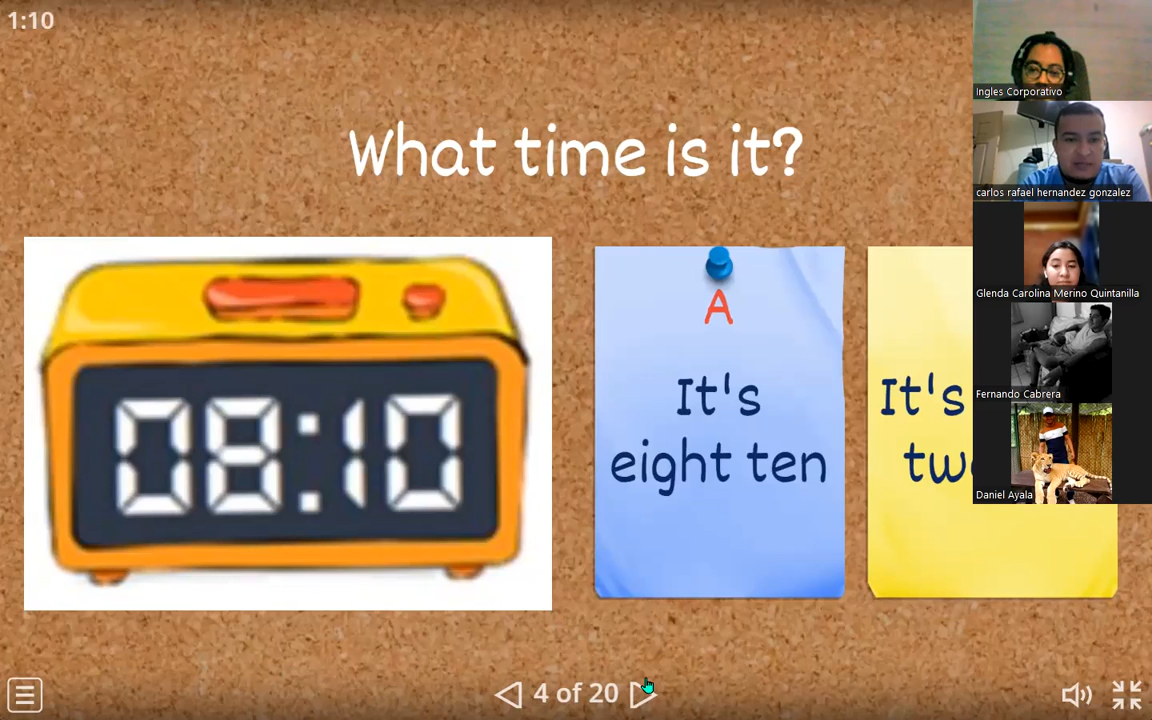 1:10
What time is it?
08:10
A
It's
eight ten
It's
4 of 20
Ingles Corporativo
carlos rafael hernandez gonzalez
Glenda Carolina Merino Quintanilla
Fernando Cabrera
Daniel Ayala